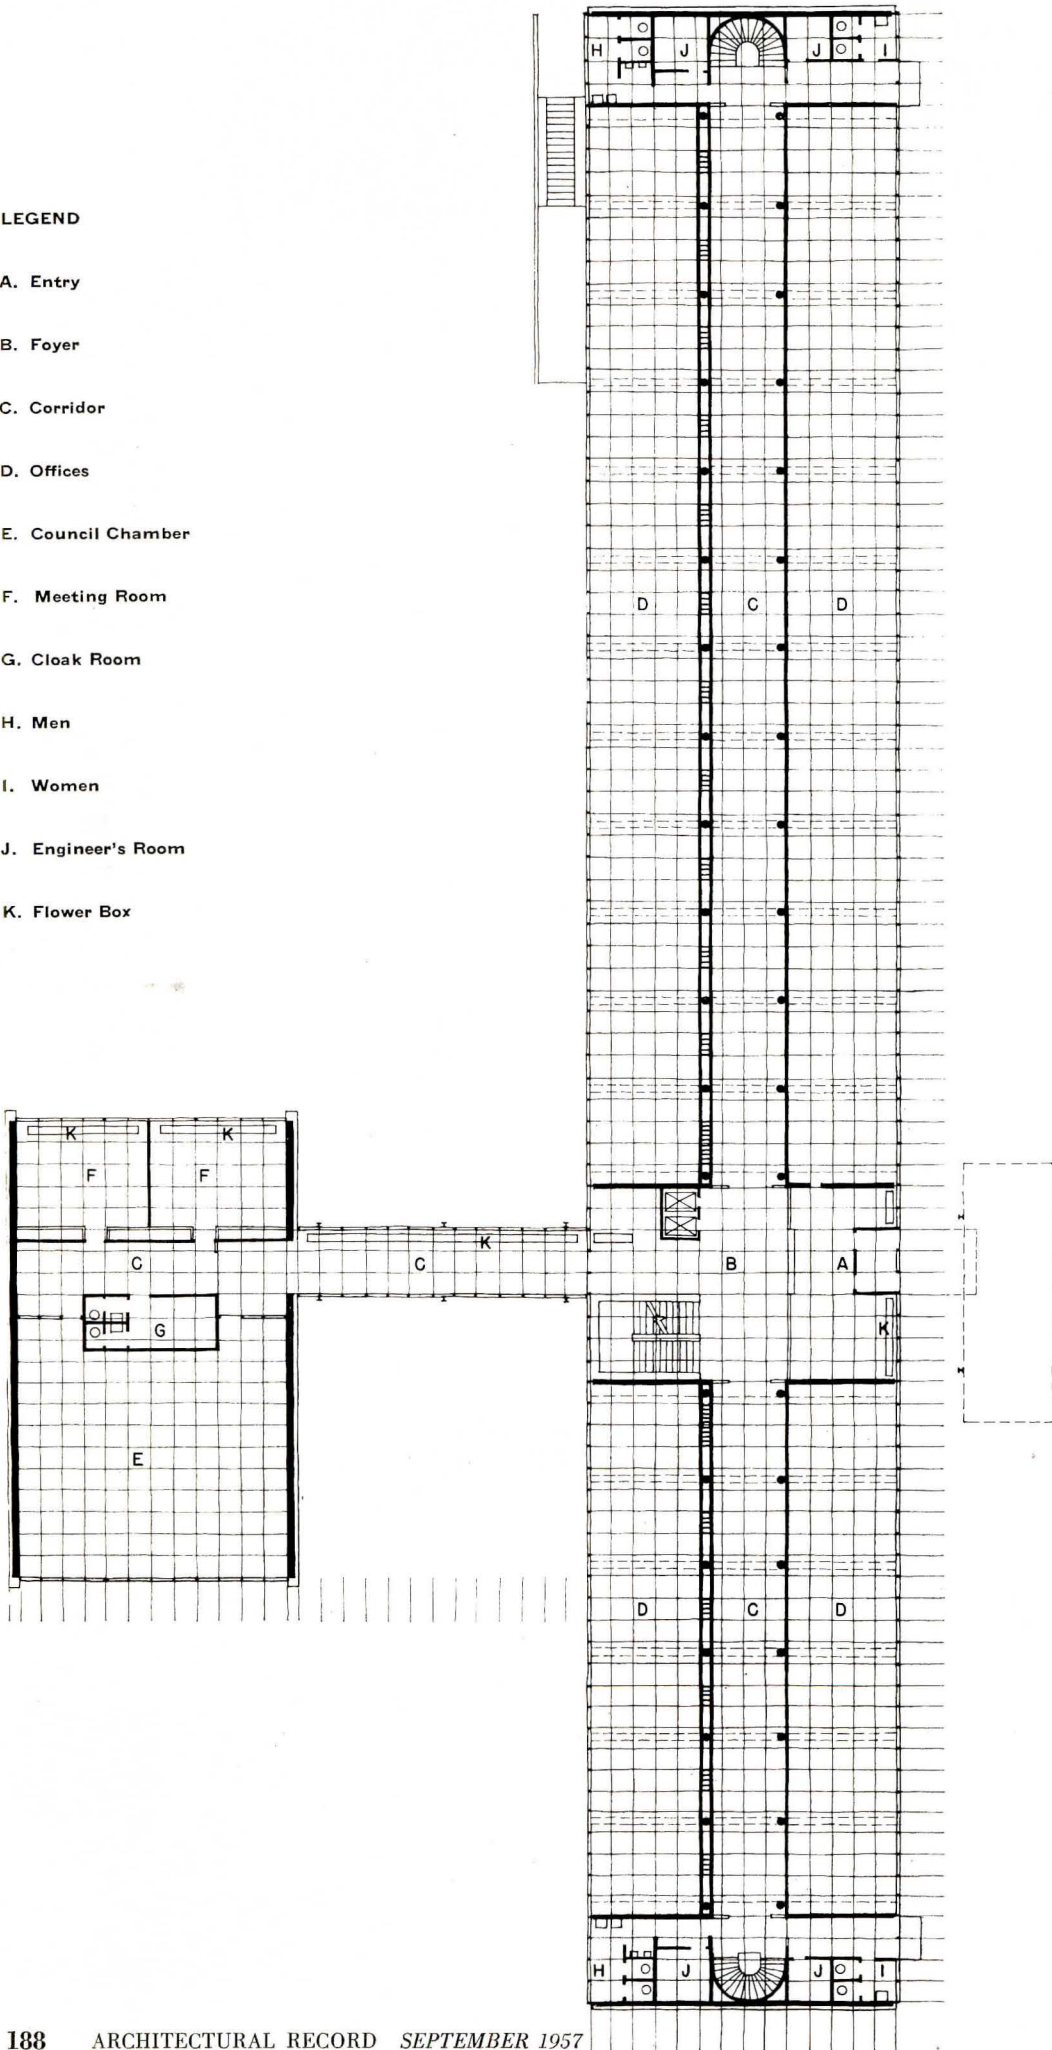 H J J I
LEGEND
A. Entry
B. Foyer
C. Corridor
D. Offices
E. Council Chamber
F. Meeting Room
D C D
G. Cloak Room
H. Men
I. Women
J. Engineer's Room
K. Flower Box
K K
F F
K
C C B A
G K
E
D C D
H J J I
188 ARCHITECTURAL RECORD SEPTEMBER 1957